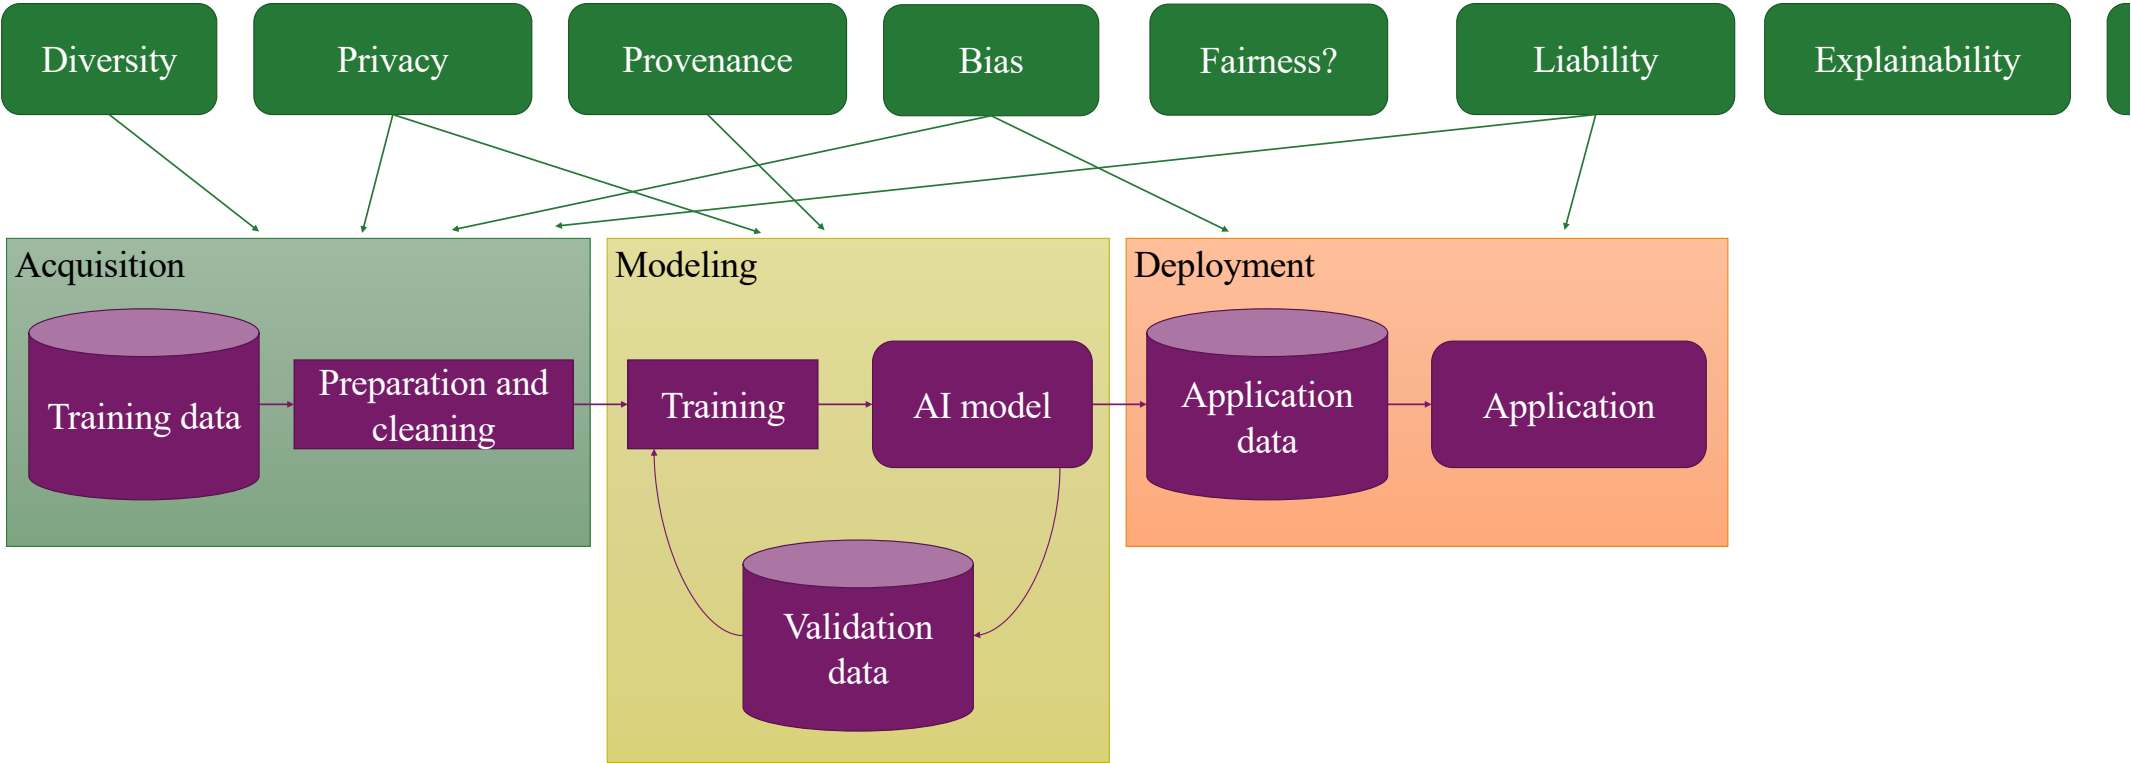 Diversity
Privacy
Provenance
Bias
Fairness?
Liability
Explainability
Acquisition
Training data
Preparation and
cleaning
Modeling
Training
AI model
Validation
data
Deployment
Application
data
Application